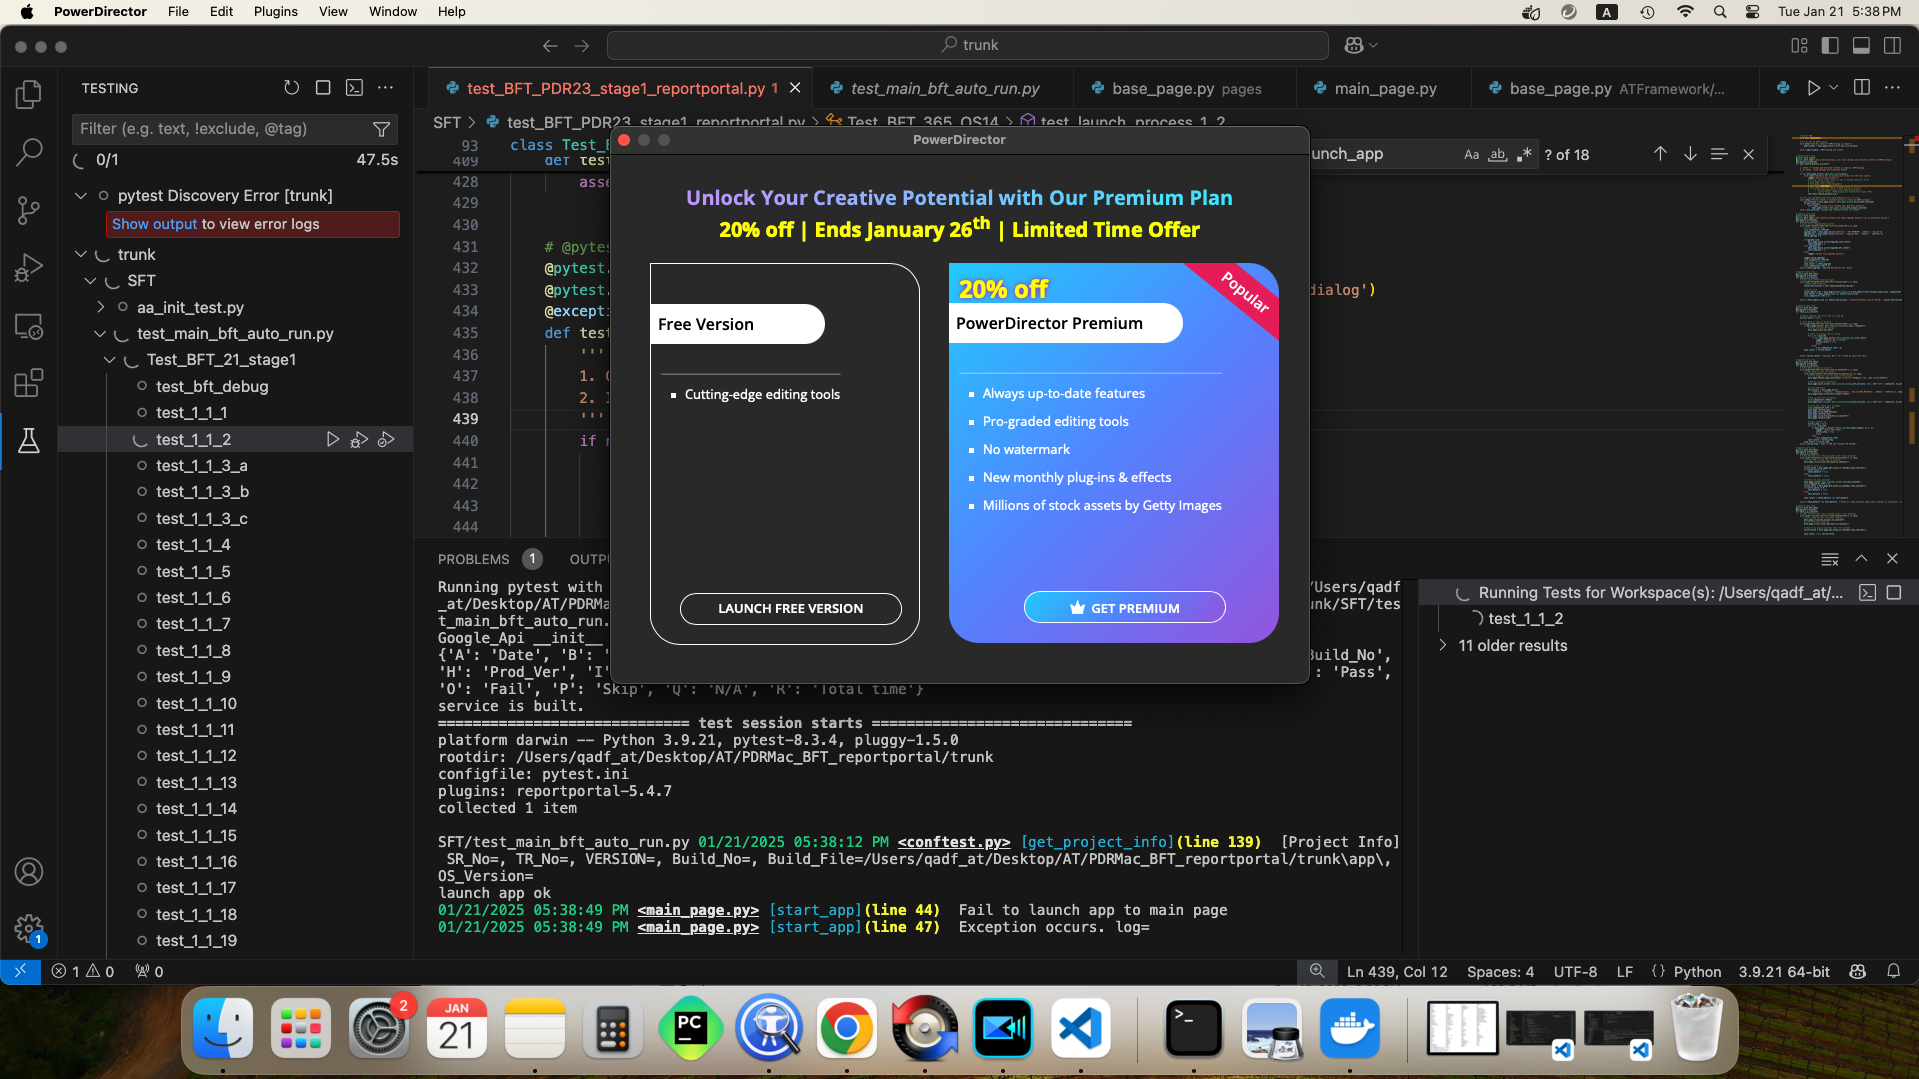 PowerDirector File Edit Plugins View Window Help
A
Tue Jan 21 5:38 PM
trunk
TESTING
test_BFT_PDR23_stage1_reportportal.py 1
test_main_bft_auto_run.py
base_page.py pages
main_page.py
base_page.py ATFramework/...
Filter (e.g. text, !exclude, @tag)
0/1
47.5s
pytest Discovery Error [trunk]
Show output to view error logs
trunk
SFT
aa_init_test.py
test_main_bft_auto_run.py
Test_BFT_21_stage1
test_bft_debug
test_1_1_1
test_1_1_2
test_1_1_3_a
test_1_1_3_b
test_1_1_3_c
test_1_1_4
test_1_1_5
test_1_1_6
test_1_1_7
test_1_1_8
test_1_1_9
test_1_1_10
test_1_1_11
test_1_1_12
test_1_1_13
test_1_1_14
test_1_1_15
test_1_1_16
test_1_1_17
test_1_1_18
test_1_1_19
SFT > test_BFT_PDR23_stage1_reportportal.py > Test_BFT_365_OS14 > test_launch_process_1_2
93 class Test_B
409 def tes
428 asse
429
430
431 # @pytes
432 @pytest.
433 @pytest. dialog')
434 @excepti
435 def test
436 '''
437 1. 
438 2. 
439 '''
440 if 
441
442
443
444
unch_app
Aa ab .*
? of 18
PowerDirector
Unlock Your Creative Potential with Our Premium Plan
20% off | Ends January 26th | Limited Time Offer
Free Version
Cutting-edge editing tools
LAUNCH FREE VERSION
20% off
Popular
PowerDirector Premium
Always up-to-date features
Pro-graded editing tools
No watermark
New monthly plug-ins & effects
Millions of stock assets by Getty Images
GET PREMIUM
PROBLEMS 1 OUTPU
Running pytest with /Users/qadf
_at/Desktop/AT/PDRMa unk/SFT/tes
t_main_bft_auto_run.
Google_Api __init__
{'A': 'Date', 'B': ' Build_No',
'H': 'Prod_Ver', 'I' : 'Pass',
'O': 'Fail', 'P': 'Skip', 'Q': 'N/A', 'R': 'Total time'}
service is built.
============================= test session starts ==============================
platform darwin -- Python 3.9.21, pytest-8.3.4, pluggy-1.5.0
rootdir: /Users/qadf_at/Desktop/AT/PDRMac_BFT_reportportal/trunk
configfile: pytest.ini
plugins: reportportal-5.4.7
collected 1 item
SFT/test_main_bft_auto_run.py 01/21/2025 05:38:12 PM <conftest.py> [get_project_info](line 139) [Project Info]
SR_No=, TR_No=, VERSION=, Build_No=, Build_File=/Users/qadf_at/Desktop/AT/PDRMac_BFT_reportportal/trunk\app\,
OS_Version=
launch app ok
01/21/2025 05:38:49 PM <main_page.py> [start_app](line 44) Fail to launch app to main page
01/21/2025 05:38:49 PM <main_page.py> [start_app](line 47) Exception occurs. log=
Running Tests for Workspace(s): /Users/qadf_at/...
test_1_1_2
11 older results
1
1 0 0
Ln 439, Col 12 Spaces: 4 UTF-8 LF {} Python 3.9.21 64-bit
2
JAN
21
PC
>_